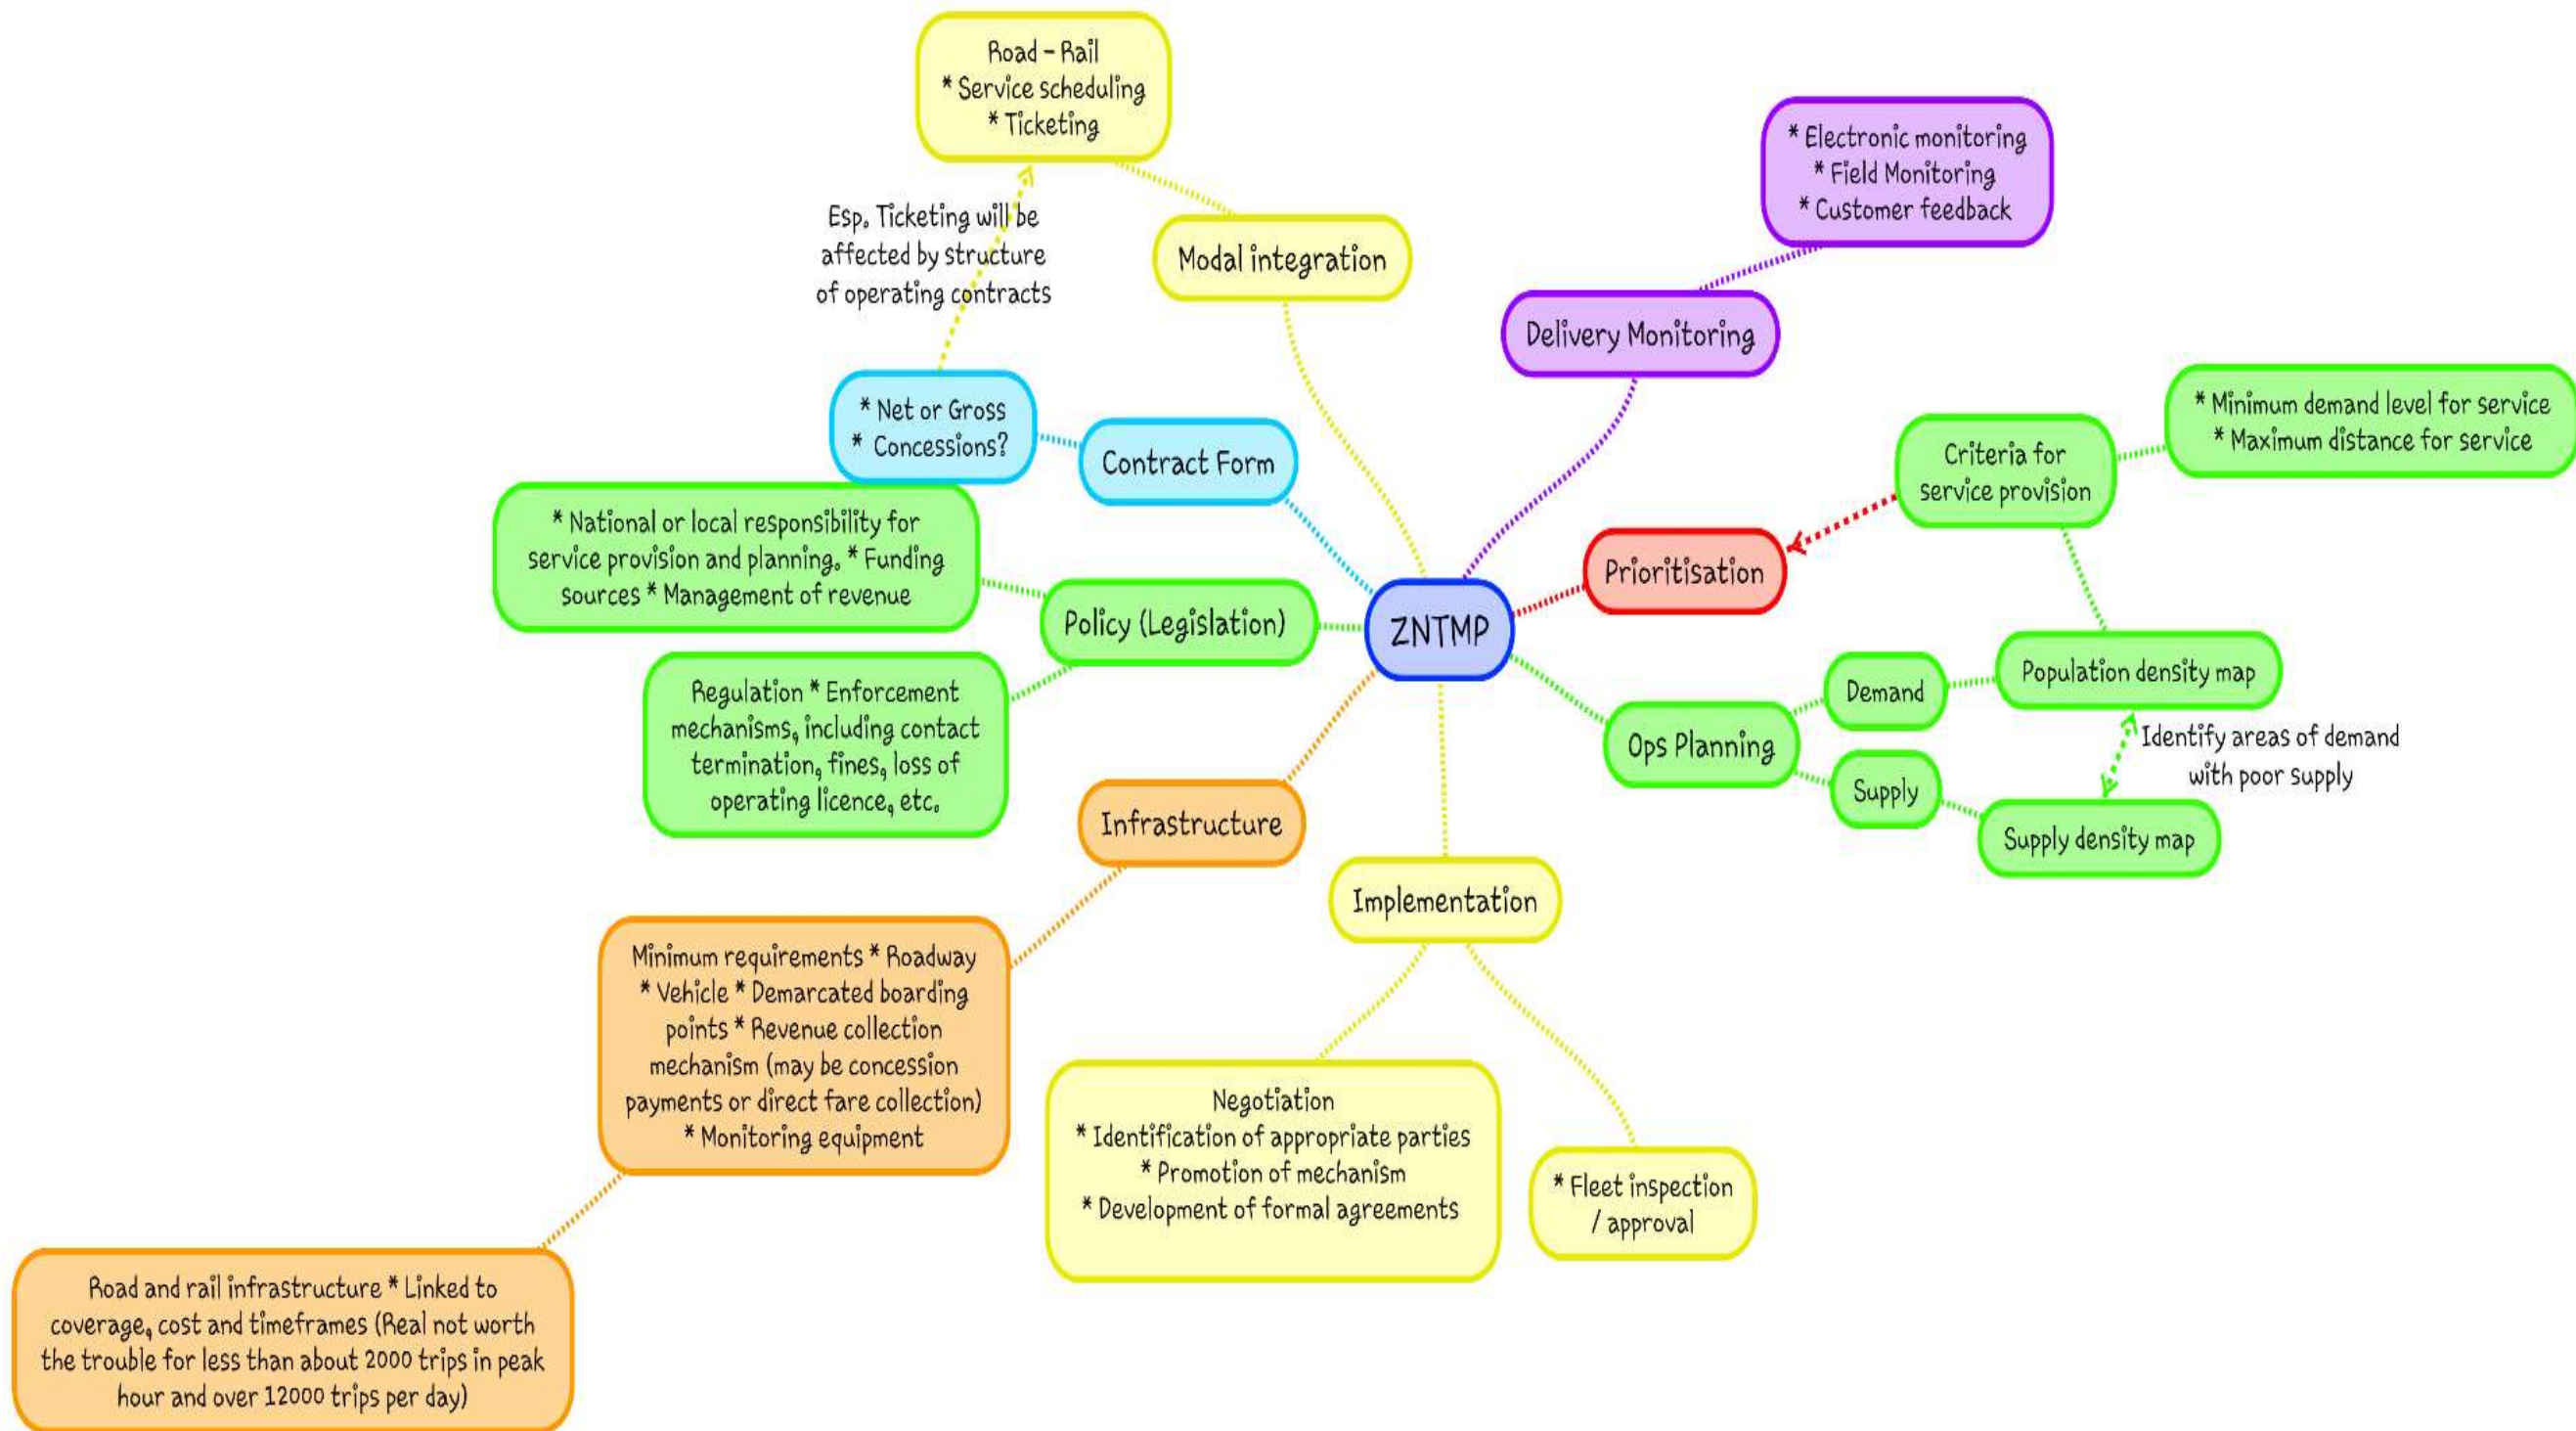 Road - Rail
* Service scheduling
* Ticketing
* Electronic monitoring
* Field Monitoring
* Customer feedback
Esp. Ticketing will be
affected by structure
of operating contracts
Modal integration
Delivery Monitoring
* Net or Gross
* Concessions?
Contract Form
* Minimum demand level for service
* Maximum distance for service
Criteria for
service provision
* National or local responsibility for
service provision and planning. * Funding
sources * Management of revenue
Prioritisation
Policy (Legislation)
ZNTMP
Regulation * Enforcement
mechanisms, including contact
termination, fines, loss of
operating licence, etc.
Demand
Population density map
Ops Planning
Identify areas of demand
with poor supply
Supply
Supply density map
Infrastructure
Implementation
Minimum requirements * Roadway
* Vehicle * Demarcated boarding
points * Revenue collection
mechanism (may be concession
payments or direct fare collection)
* Monitoring equipment
Negotiation
* Identification of appropriate parties
* Promotion of mechanism
* Development of formal agreements
* Fleet inspection
/ approval
Road and rail infrastructure * Linked to
coverage, cost and timeframes (Real not worth
the trouble for less than about 2000 trips in peak
hour and over 12000 trips per day)